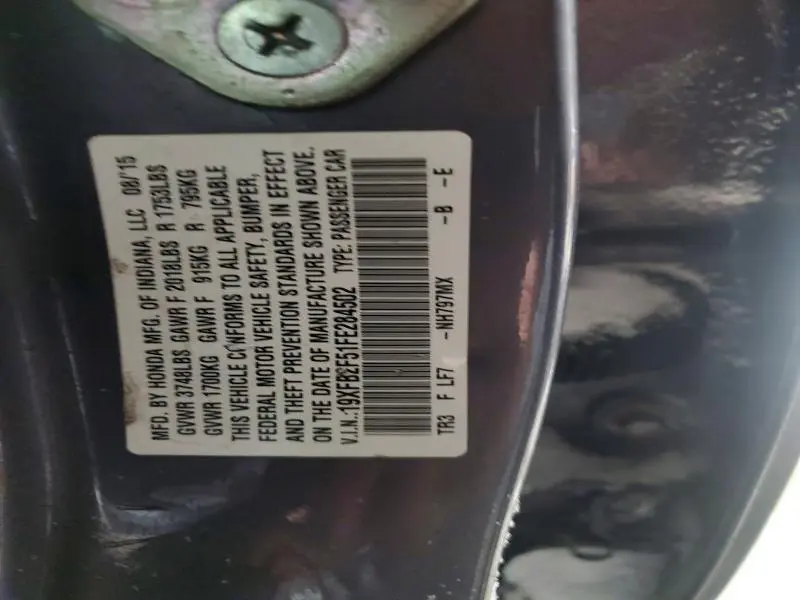 MFD. BY HONDA MFG. OF INDIANA, LLC 08/'15
GVWR 3748LBS GAWR F 2018LBS R 1753LBS
GVWR 1700KG GAWR F 915KG R 795KG
THIS VEHICLE CONFORMS TO ALL APPLICABLE
FEDERAL MOTOR VEHICLE SAFETY, BUMPER,
AND THEFT PREVENTION STANDARDS IN EFFECT
ON THE DATE OF MANUFACTURE SHOWN ABOVE.
V.I.N.:19XFB2F51FE284502 TYPE: PASSENGER CAR
TR3 F LF7 -NH797MX -B -E